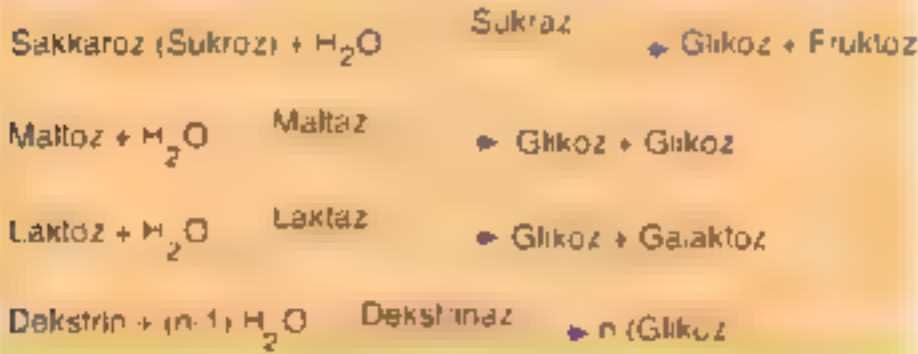 Sakkaroz (Sukroz) + H2O Sukraz Glikoz + Fruktoz
Maltoz + H2O Maltaz Glikoz + Glikoz
Laktoz + H2O Laktaz Glikoz + Galaktoz
Dekstrin + (n-1) H2O Dekstrinaz n (Glikoz